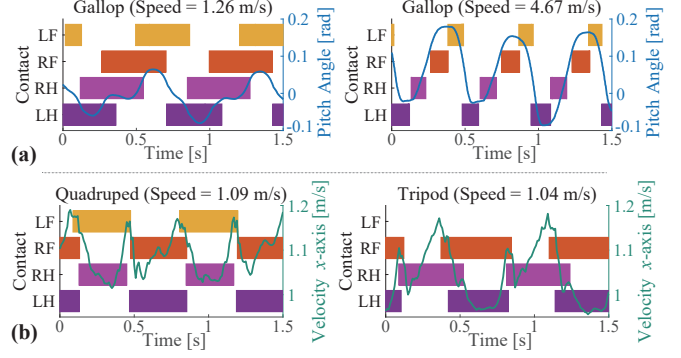 Gallop (Speed = 1.26 m/s)
Contact
LF
RF
RH
LH
0.2
0.1
0
-0.1
Pitch Angle [rad]
0
0.5
1
1.5
Time [s]
Gallop (Speed = 4.67 m/s)
Contact
LF
RF
RH
LH
0.2
0.1
0
-0.1
Pitch Angle [rad]
0
0.5
1
1.5
Time [s]
(a)
Quadruped (Speed = 1.09 m/s)
Contact
LF
RF
RH
LH
1.2
1.1
1
Velocity x-axis [m/s]
0
0.5
1
1.5
Time [s]
Tripod (Speed = 1.04 m/s)
Contact
LF
RF
RH
LH
1.2
1.1
1
Velocity x-axis [m/s]
0
0.5
1
1.5
Time [s]
(b)